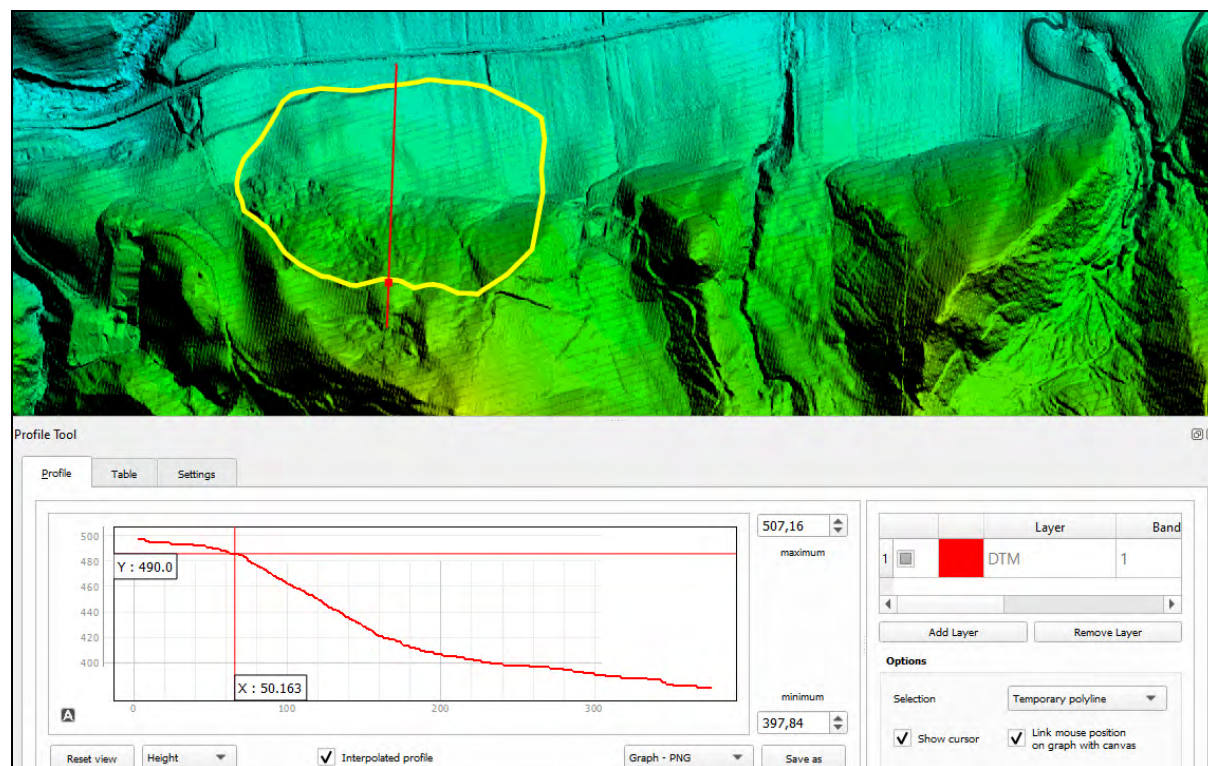 Profile Tool
Profile Table Settings
500
480
460
440
420
400
Y : 490.0
X : 50.163
0 100 200 300
A
507,16
maximum
minimum
397,84
Layer Band
1 DTM 1
Add Layer Remove Layer
Options
Selection Temporary polyline
Show cursor Link mouse position
on graph with canvas
Reset view Height Interpolated profile Graph - PNG Save as